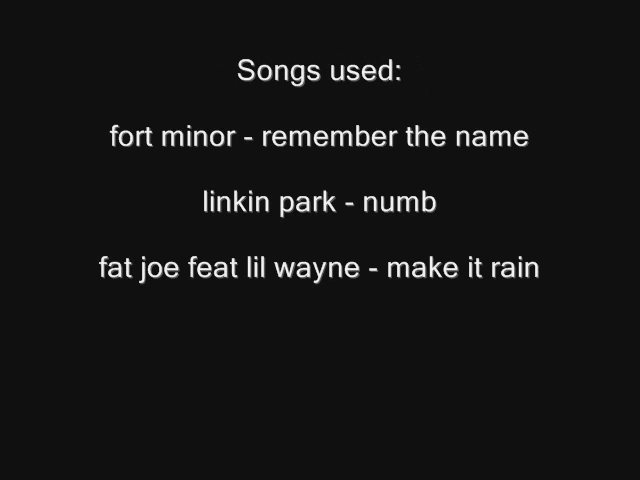 Songs used:
fort minor - remember the name
linkin park - numb
fat joe feat lil wayne - make it rain